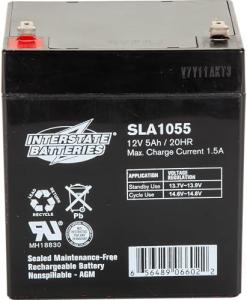 V7Y11AKY3
INTERSTATE
BATTERIES
SLA1055
12V 5Ah / 20HR
Max. Charge Current 1.5A
APPLICATION VOLTAGE REGULATION
Standby Use 13.7V~13.9V
Cycle Use 14.6V~14.8V
PLEASE
RECYCLE
Pb
MH18830
Sealed Maintenance-Free
Rechargeable Battery
Nonspillable - AGM
6 56489 06602 2